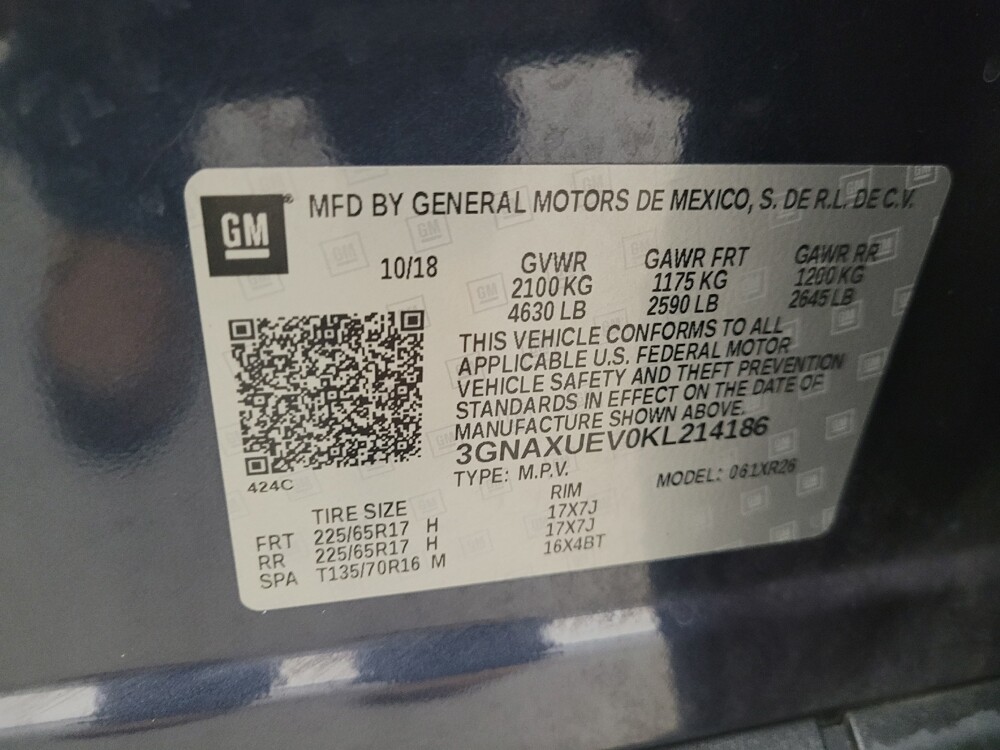 GM® MFD BY GENERAL MOTORS DE MEXICO, S. DE R.L. DE C.V.
10/18 GVWR GAWR FRT GAWR RR
2100 KG 1175 KG 1200 KG
4630 LB 2590 LB 2645 LB
THIS VEHICLE CONFORMS TO ALL
APPLICABLE U.S. FEDERAL MOTOR
VEHICLE SAFETY AND THEFT PREVENTION
STANDARDS IN EFFECT ON THE DATE OF
MANUFACTURE SHOWN ABOVE.
3GNAXUEV0KL214186
424C
TYPE: M.P.V. MODEL: 061XR26
TIRE SIZE RIM
FRT 225/65R17 H 17X7J
RR 225/65R17 H 17X7J
SPA T135/70R16 M 16X4BT